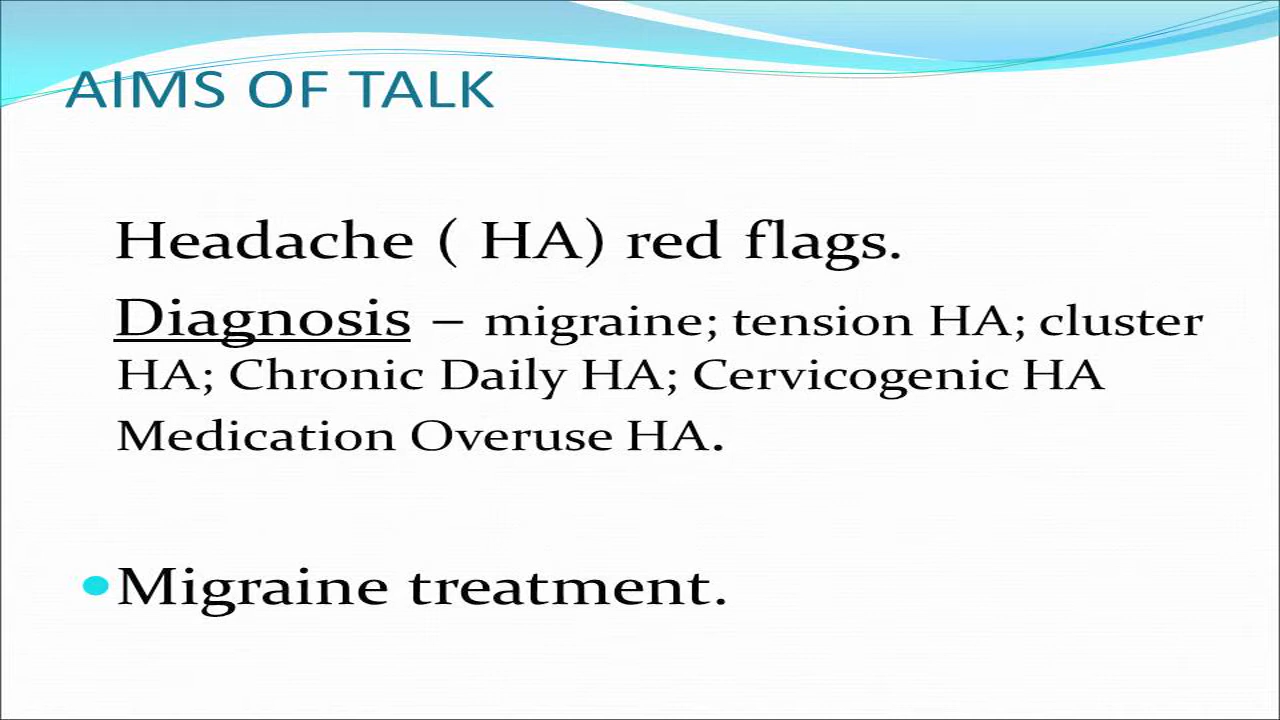 AIMS OF TALK
Headache ( HA) red flags.
Diagnosis – migraine; tension HA; cluster
HA; Chronic Daily HA; Cervicogenic HA
Medication Overuse HA.
•Migraine treatment.